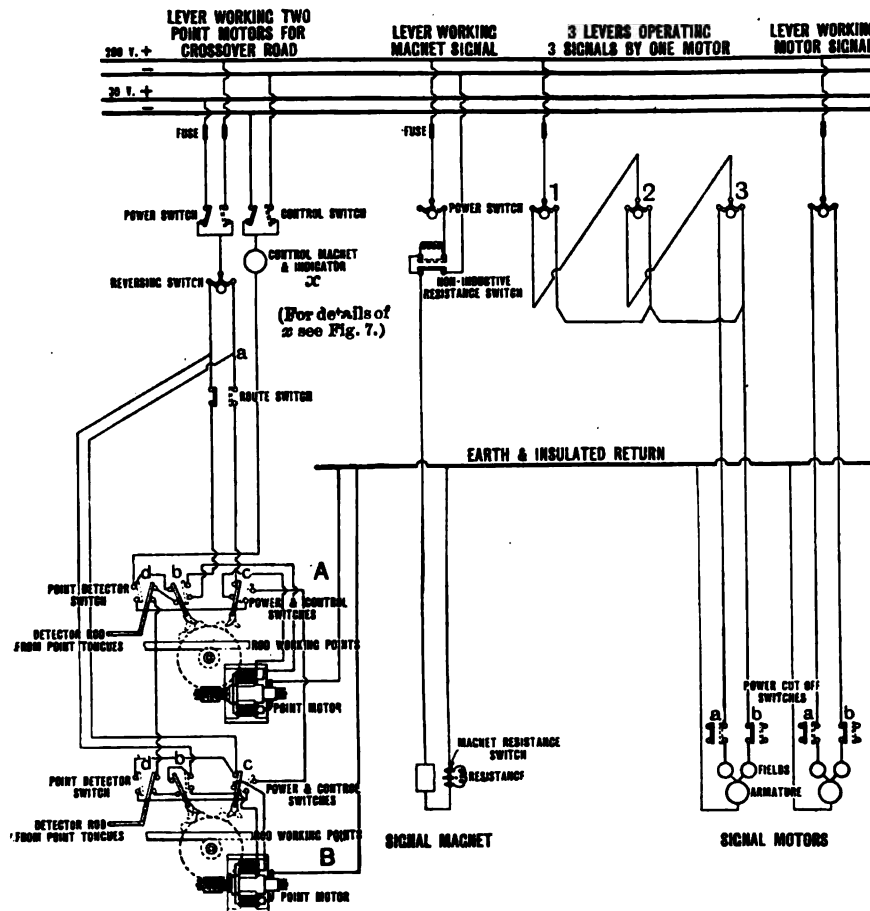 LEVER WORKING TWO
POINT MOTORS FOR
CROSSOVER ROAD
LEVER WORKING
MAGNET SIGNAL
3 LEVERS OPERATING
3 SIGNALS BY ONE MOTOR
LEVER WORKING
MOTOR SIGNAL
200 V. +
−
30 V. +
−
FUSE
FUSE
POWER SWITCH
CONTROL SWITCH
POWER SWITCH
1
2
3
CONTROL MAGNET
& INDICATOR
x
NON-INDUCTIVE
RESISTANCE SWITCH
REVERSING SWITCH
(For details of
x see Fig. 7.)
a
ROUTE SWITCH
EARTH & INSULATED RETURN
d
b
c
A
POINT DETECTOR
SWITCH
POWER & CONTROL
SWITCHES
DETECTOR ROD
FROM POINT TONGUES
ROD WORKING POINTS
POINT MOTOR
POWER CUT OFF
SWITCHES
a
b
a
b
d
b
c
POINT DETECTOR
SWITCH
POWER & CONTROL
SWITCHES
MAGNET RESISTANCE
SWITCH
RESISTANCE
FIELDS
ARMATURE
DETECTOR ROD
FROM POINT TONGUES
ROD WORKING POINTS
B
SIGNAL MAGNET
SIGNAL MOTORS
POINT MOTOR